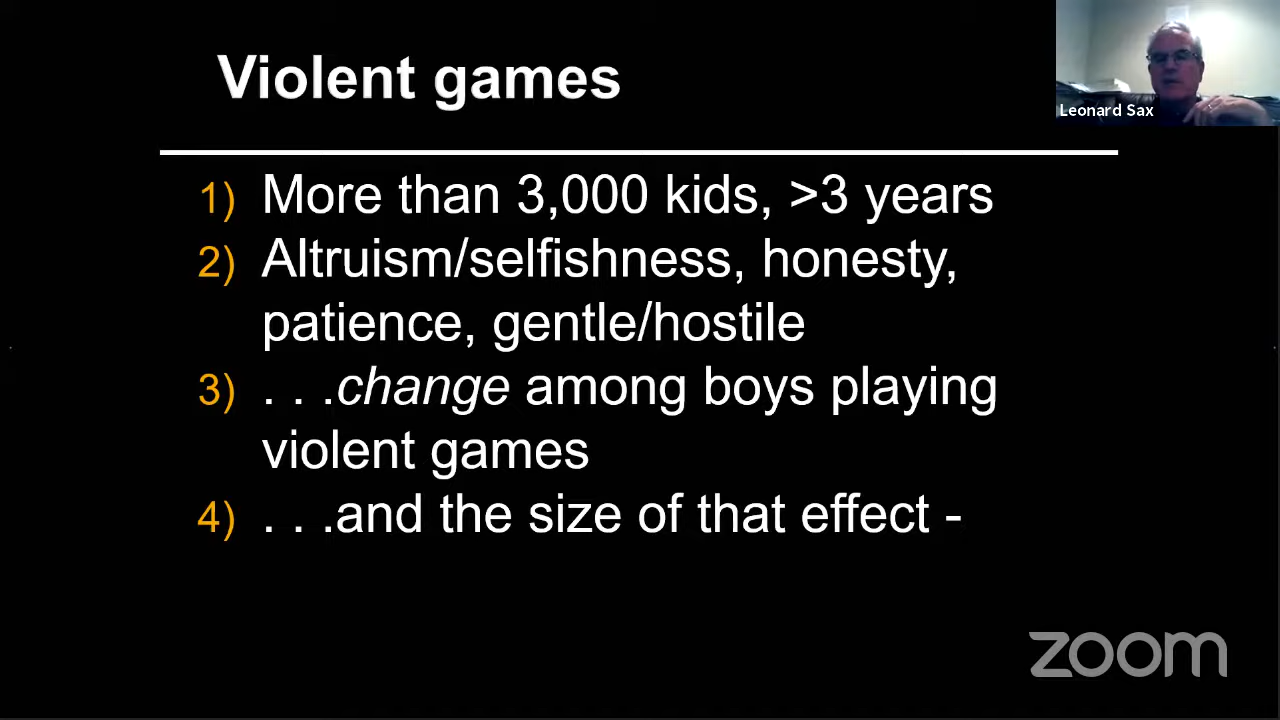 Violent games
Leonard Sax
1) More than 3,000 kids, >3 years
2) Altruism/selfishness, honesty,
patience, gentle/hostile
3) . . .change among boys playing
violent games
4) . . .and the size of that effect -
zoom